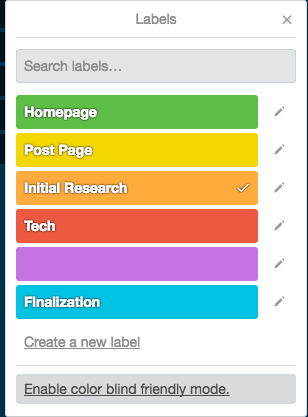 Labels
Search labels…
Homepage
Post Page
Initial Research
Tech
Finalization
Create a new label
Enable color blind friendly mode.